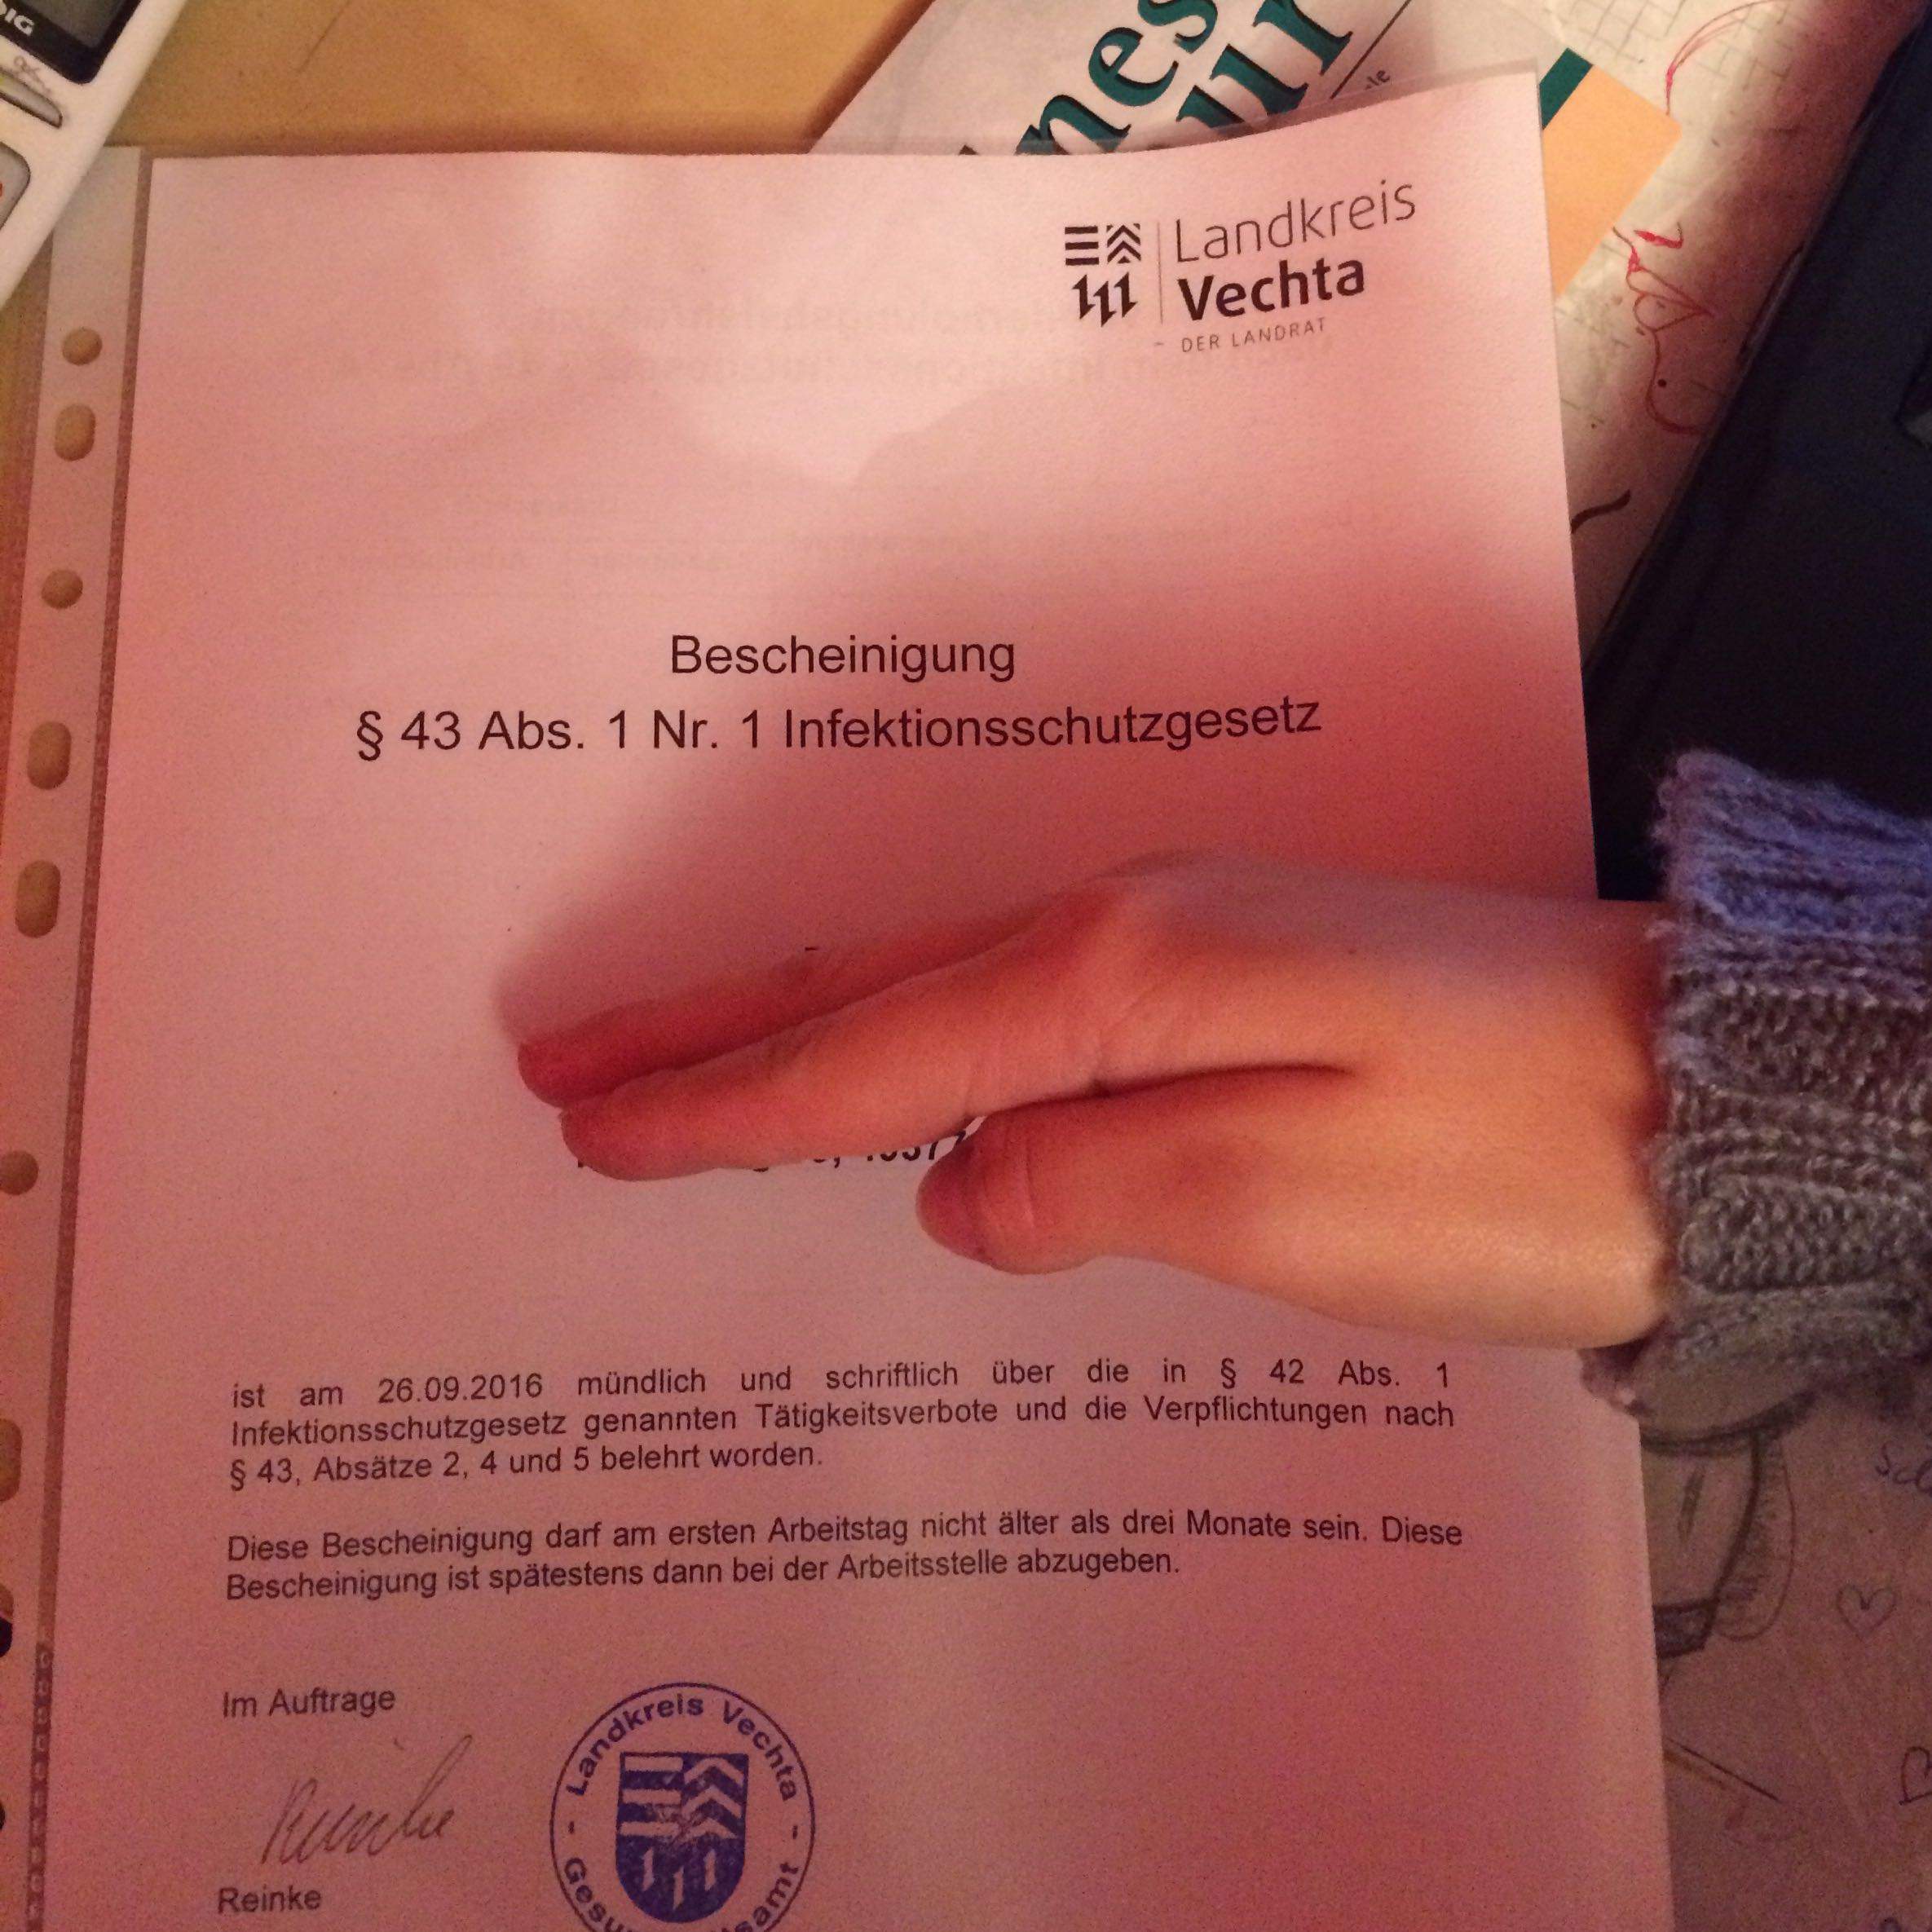 Landkreis
Vechta
DER LANDRAT
Bescheinigung
§ 43 Abs. 1 Nr. 1 Infektionsschutzgesetz
ist am 26.09.2016 mündlich und schriftlich über die in § 42 Abs. 1
Infektionsschutzgesetz genannten Tätigkeitsverbote und die Verpflichtungen nach
§ 43, Absätze 2, 4 und 5 belehrt worden.
Diese Bescheinigung darf am ersten Arbeitstag nicht älter als drei Monate sein. Diese
Bescheinigung ist spätestens dann bei der Arbeitsstelle abzugeben.
Im Auftrage
Reinke
Reinke
Landkreis Vechta